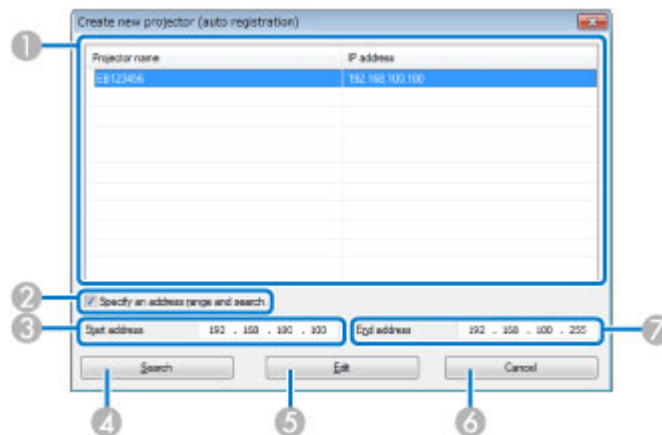 Create new projector (auto registration)
1
Projector name IP address
EB123456 192.168.100.100
2
Specify an address range and search.
3
Start address 192 . 168 . 100 . 100 End address 192 . 168 . 100 . 255
7
Search Edit Cancel
4 5 6